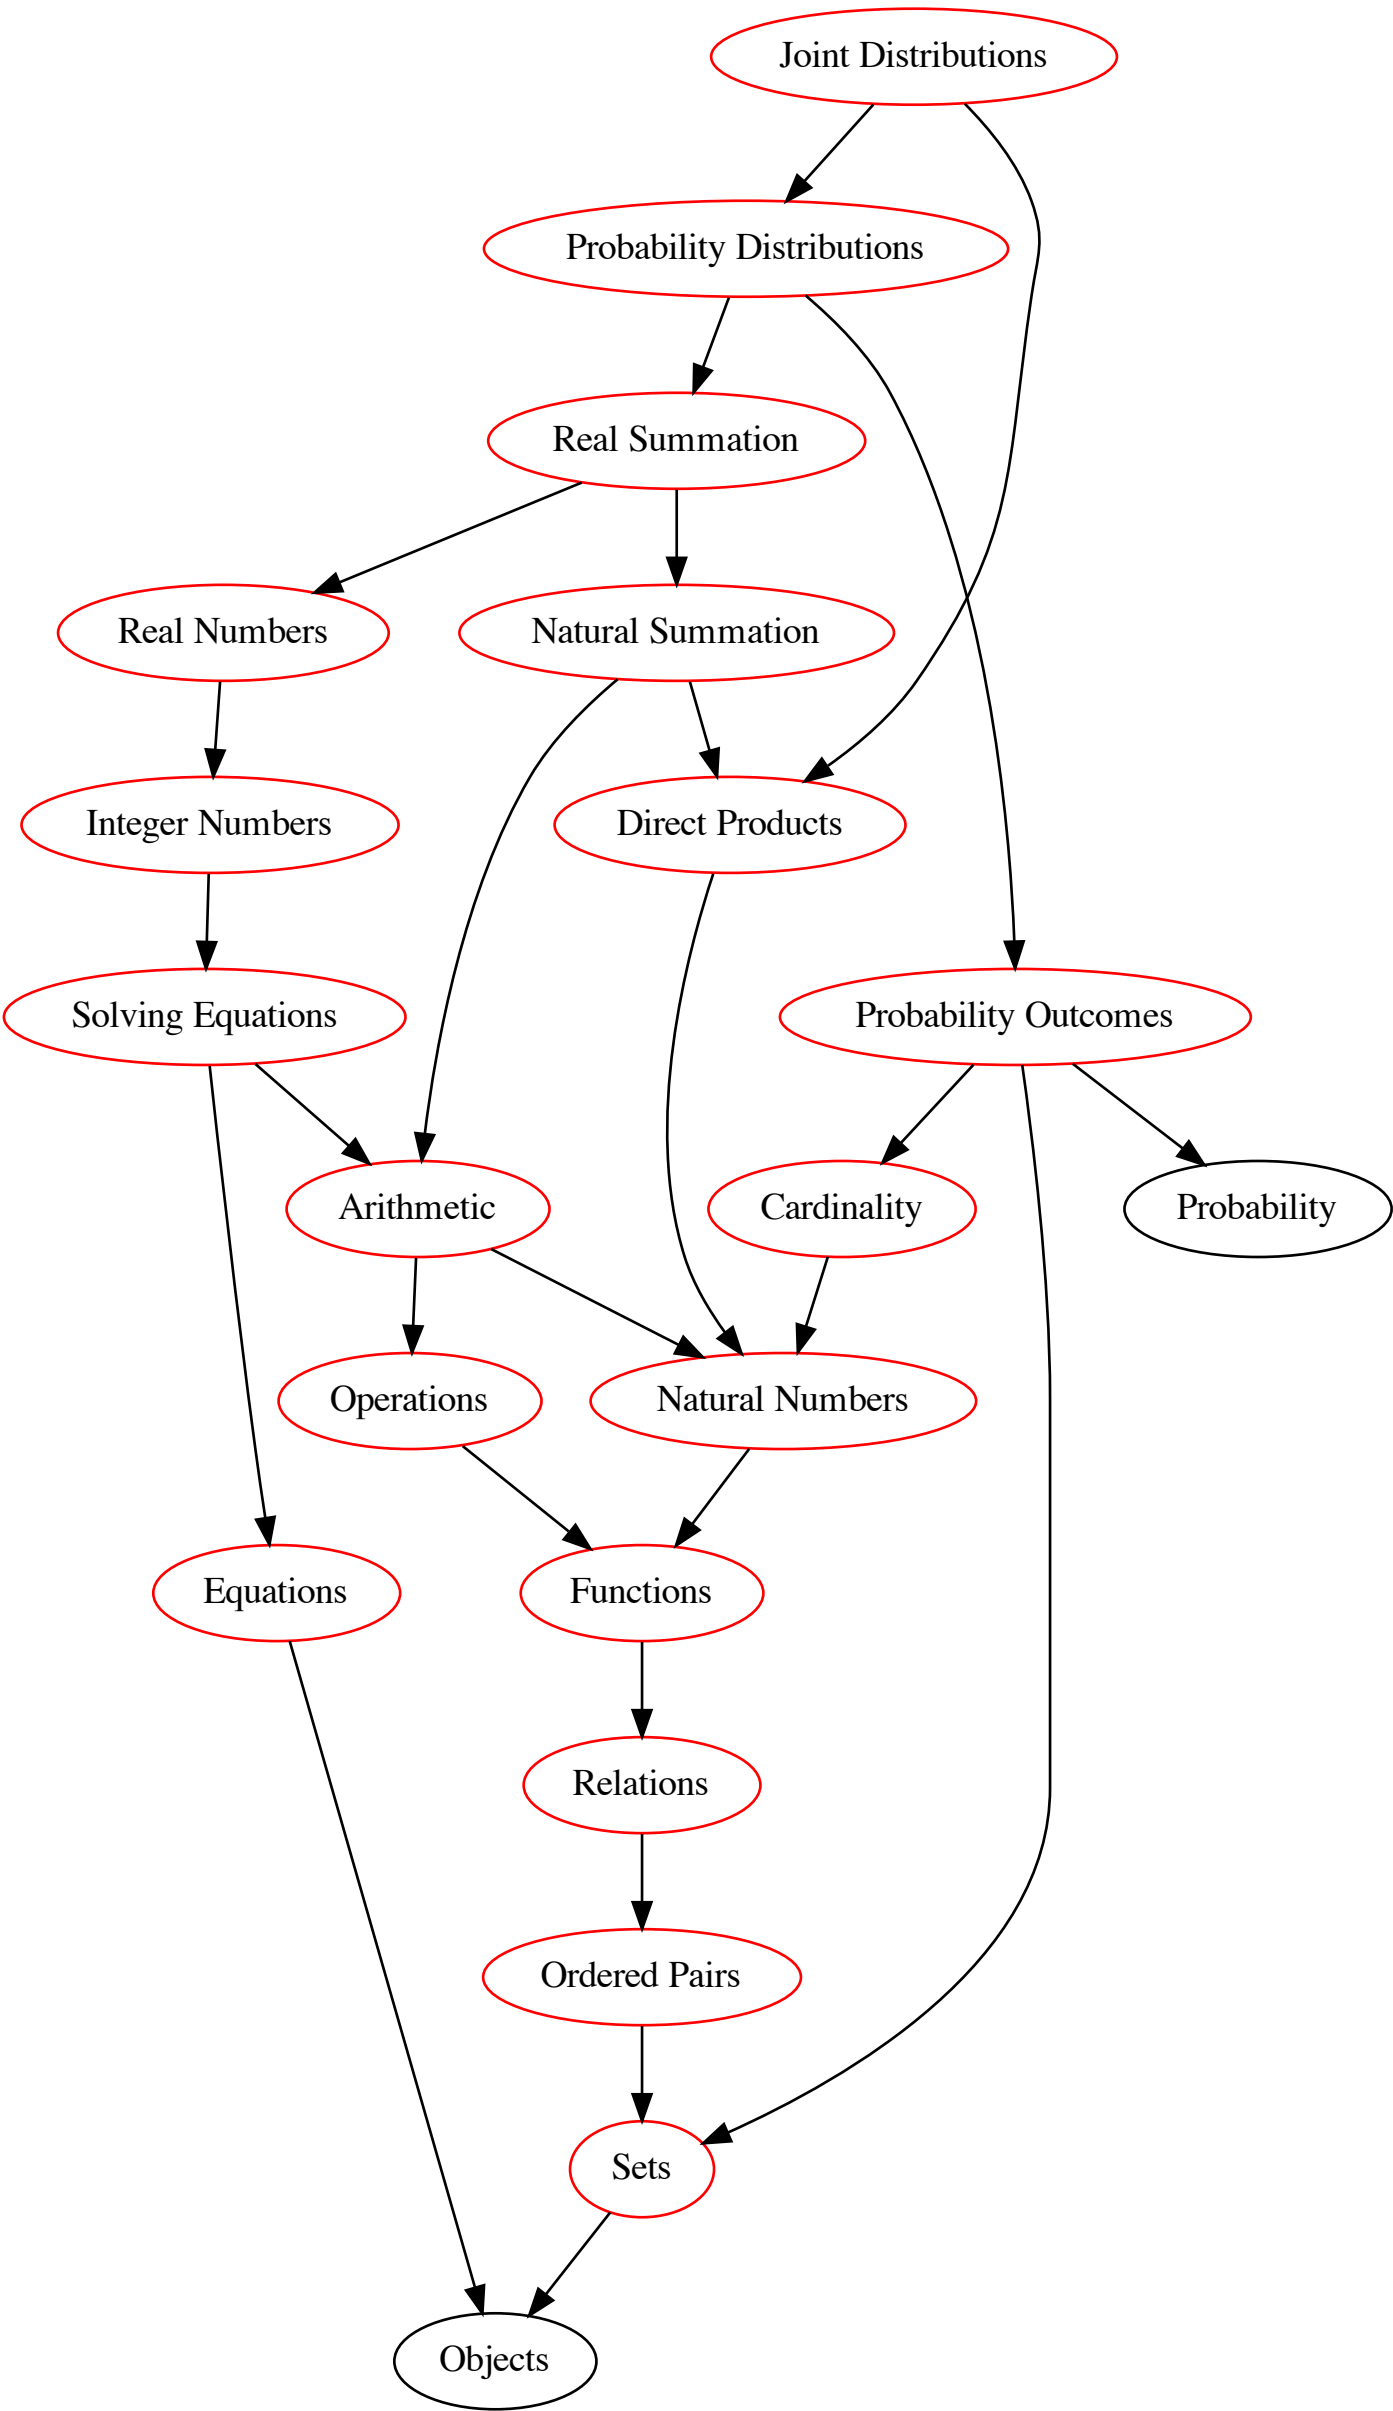 Joint Distributions
Probability Distributions
Real Summation
Real Numbers
Natural Summation
Integer Numbers
Direct Products
Solving Equations
Probability Outcomes
Arithmetic
Cardinality
Probability
Operations
Natural Numbers
Equations
Functions
Relations
Ordered Pairs
Sets
Objects